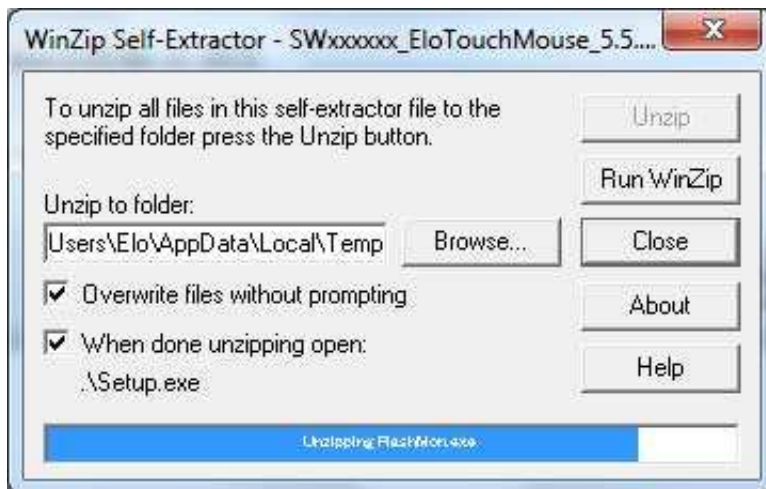 WinZip Self-Extractor - SWxxxxxx_EloTouchMouse_5.5....
To unzip all files in this self-extractor file to the
specified folder press the Unzip button.
Unzip
Run WinZip
Unzip to folder:
Users\Elo\AppData\Local\Temp
Browse...
Close
Overwrite files without prompting
About
When done unzipping open:
.\Setup.exe
Help
Unzipping FlashMon.exe